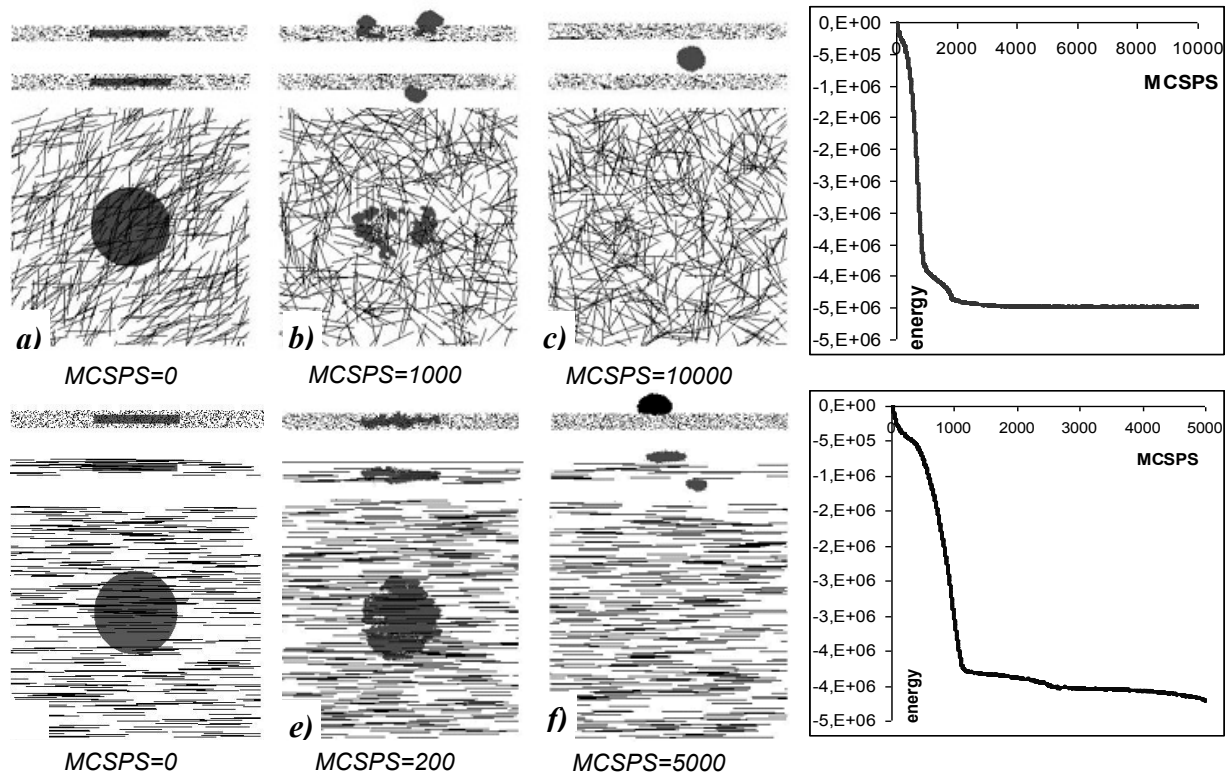 0,E+00
-5,E+05
-1,E+06
-2,E+06
-2,E+06
-3,E+06
-3,E+06
-4,E+06
-4,E+06
-5,E+06
-5,E+06
0 2000 4000 6000 8000 10000
MCSPS
energy
a) b) c)
MCSPS=0 MCSPS=1000 MCSPS=10000
0,E+00
-5,E+05
-1,E+06
-2,E+06
-2,E+06
-3,E+06
-3,E+06
-4,E+06
-4,E+06
-5,E+06
0 1000 2000 3000 4000 5000
MCSPS
energy
e) f)
MCSPS=0 MCSPS=200 MCSPS=5000